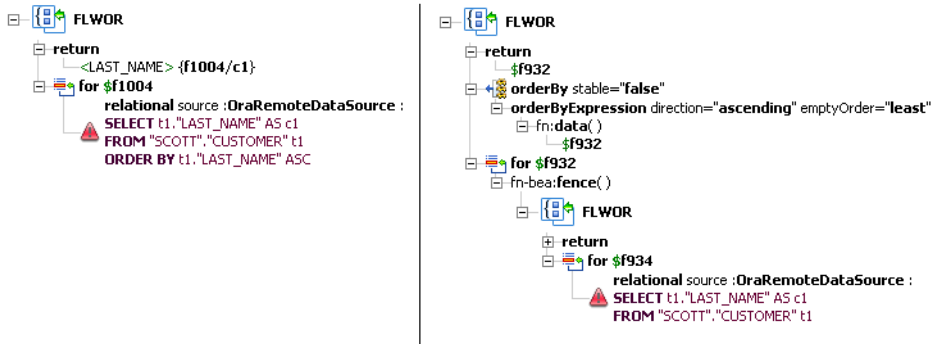 FLWOR
return
<LAST_NAME> {f1004/c1}
for $f1004
relational source :OraRemoteDataSource :
SELECT t1."LAST_NAME" AS c1
FROM "SCOTT"."CUSTOMER" t1
ORDER BY t1."LAST_NAME" ASC
FLWOR
return
$f932
orderBy stable="false"
orderByExpression direction="ascending" emptyOrder="least"
fn:data( )
$f932
for $f932
fn-bea:fence( )
FLWOR
return
for $f934
relational source :OraRemoteDataSource :
SELECT t1."LAST_NAME" AS c1
FROM "SCOTT"."CUSTOMER" t1